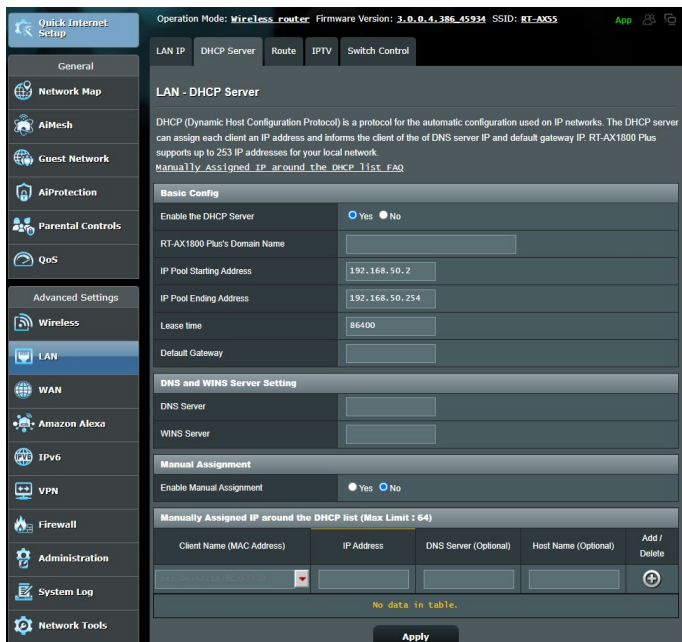 Quick Internet
Setup
Operation Mode: Wireless router Firmware Version: 3.0.0.4.386_45934 SSID: RT-AX55
App
LAN IP DHCP Server Route IPTV Switch Control
General
Network Map
AiMesh
Guest Network
AiProtection
Parental Controls
QoS
Advanced Settings
Wireless
LAN
WAN
Amazon Alexa
IPv6
VPN
Firewall
Administration
System Log
Network Tools
LAN - DHCP Server
DHCP (Dynamic Host Configuration Protocol) is a protocol for the automatic configuration used on IP networks. The DHCP server
can assign each client an IP address and informs the client of the of DNS server IP and default gateway IP. RT-AX1800 Plus
supports up to 253 IP addresses for your local network.
Manually Assigned IP around the DHCP list FAQ
Basic Config
Enable the DHCP Server Yes No
RT-AX1800 Plus's Domain Name
IP Pool Starting Address 192.168.50.2
IP Pool Ending Address 192.168.50.254
Lease time 86400
Default Gateway
DNS and WINS Server Setting
DNS Server
WINS Server
Manual Assignment
Enable Manual Assignment Yes No
Manually Assigned IP around the DHCP list (Max Limit : 64)
Client Name (MAC Address) IP Address DNS Server (Optional) Host Name (Optional) Add /
Delete
No data in table.
Apply